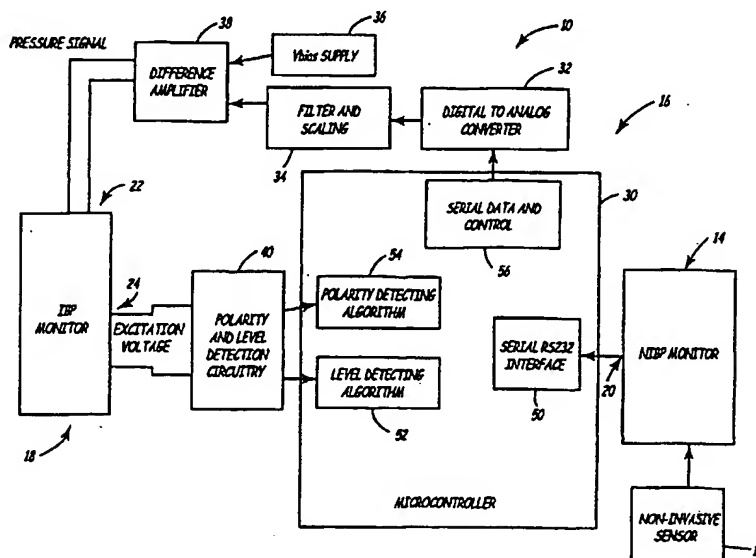 PRESSURE SIGNAL
38
DIFFERENCE
AMPLIFIER
36
Vbias SUPPLY
10
32
DIGITAL TO ANALOG
CONVERTER
16
FILTER AND
SCALING
34
30
SERIAL DATA AND
CONTROL
56
22
IBP
MONITOR
18
24
EXCITATION
VOLTAGE
40
POLARITY
AND LEVEL
DETECTION
CIRCUITRY
54
POLARITY DETECTING
ALGORITHM
LEVEL DETECTING
ALGORITHM
52
SERIAL RS232
INTERFACE
50
MICROCONTROLLER
14
NIBP MONITOR
20
NON-INVASIVE
SENSOR